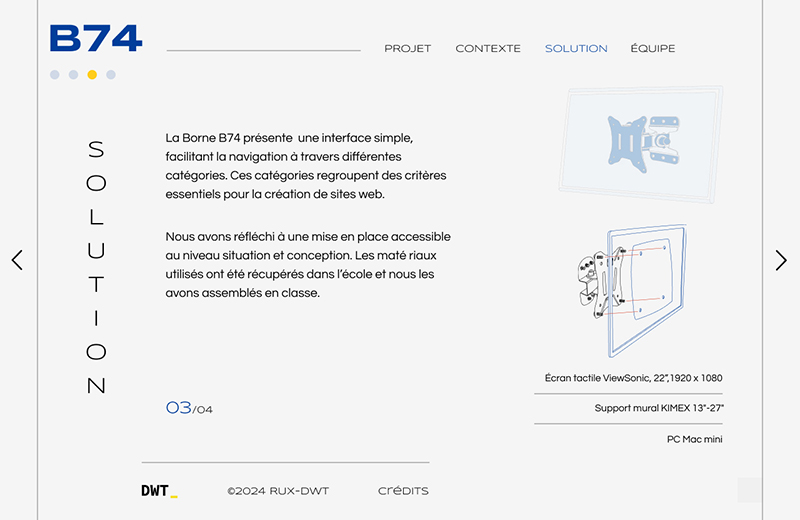 B74
PROJET CONTEXTE SOLUTION ÉQUIPE
SOLUTION
La Borne B74 présente  une interface simple,
facilitant la navigation à travers différentes
catégories. Ces catégories regroupent des critères
essentiels pour la création de sites web.
Nous avons réfléchi à une mise en place accessible
au niveau situation et conception. Les maté riaux
utilisés ont été récupérés dans l’école et nous les
avons assemblés en classe.
Écran tactile ViewSonic, 22”,1920 x 1080
Support mural KIMEX 13"-27"
PC Mac mini
03/04
DWT_ ©2024 RUX-DWT CrÉDITS